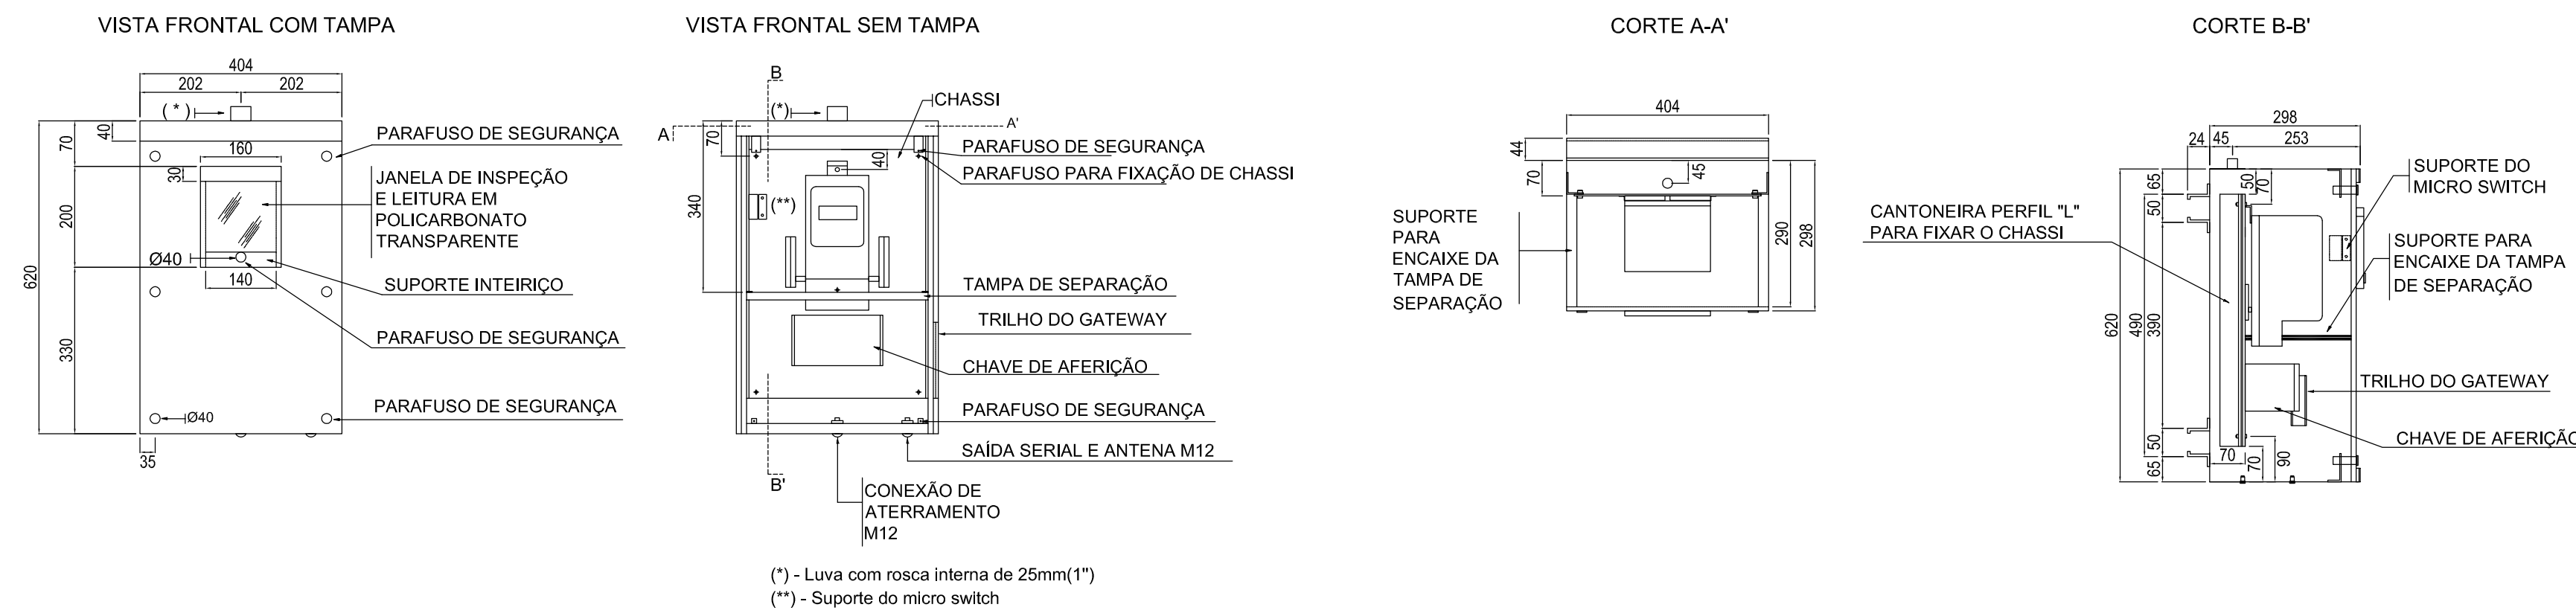 VISTA FRONTAL COM TAMPA
404
202
202
( * )
40
70
PARAFUSO DE SEGURANÇA
160
30
JANELA DE INSPEÇÃO
E LEITURA EM
POLICARBONATO
TRANSPARENTE
200
620
Ø40
140
SUPORTE INTEIRIÇO
PARAFUSO DE SEGURANÇA
330
Ø40
PARAFUSO DE SEGURANÇA
35
VISTA FRONTAL SEM TAMPA
B
(*)
CHASSI
A
A'
70
40
PARAFUSO DE SEGURANÇA
PARAFUSO PARA FIXAÇÃO DE CHASSI
340
(**)
TAMPA DE SEPARAÇÃO
TRILHO DO GATEWAY
CHAVE DE AFERIÇÃO
PARAFUSO DE SEGURANÇA
SAÍDA SERIAL E ANTENA M12
B'
CONEXÃO DE
ATERRAMENTO
M12
(*) - Luva com rosca interna de 25mm(1")
(**) - Suporte do micro switch
CORTE A-A'
404
44
70
45
290
298
SUPORTE
PARA
ENCAIXE DA
TAMPA DE
SEPARAÇÃO
CORTE B-B'
298
24
45
253
65
50
70
50
SUPORTE DO
MICRO SWITCH
CANTONEIRA PERFIL "L"
PARA FIXAR O CHASSI
SUPORTE PARA
ENCAIXE DA TAMPA
DE SEPARAÇÃO
620
490
390
TRILHO DO GATEWAY
CHAVE DE AFERIÇÃO
50
70
70
90
65